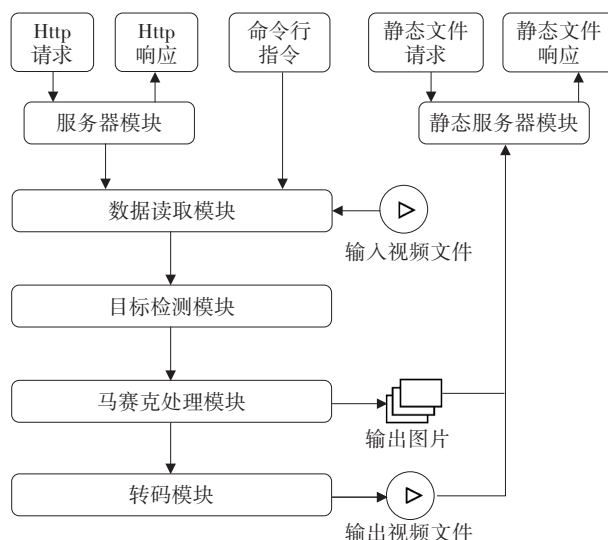 Http
请求
Http
响应
命令行
指令
静态文件
请求
静态文件
响应
服务器模块
静态服务器模块
数据读取模块
输入视频文件
目标检测模块
马赛克处理模块
输出图片
转码模块
输出视频文件